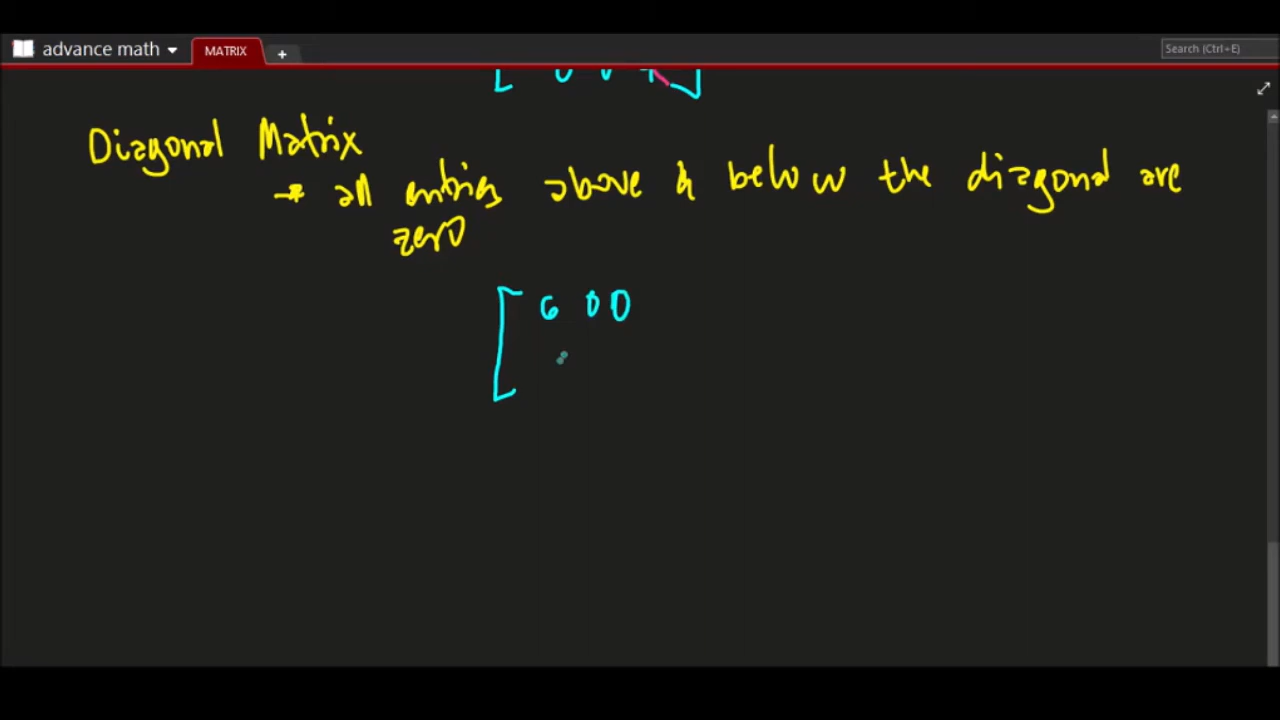 advance math
MATRIX
Search (Ctrl+E)
Diagonal Matrix
all entries above & below the diagonal are
zero
6 0 0